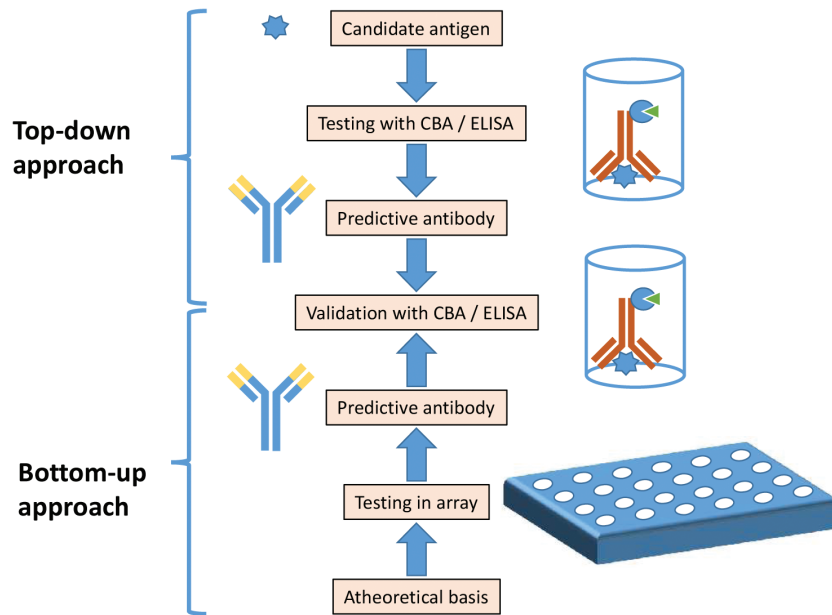 Candidate antigen
Testing with CBA / ELISA
Top-down
approach
Predictive antibody
Validation with CBA / ELISA
Predictive antibody
Bottom-up
approach
Testing in array
Atheoretical basis